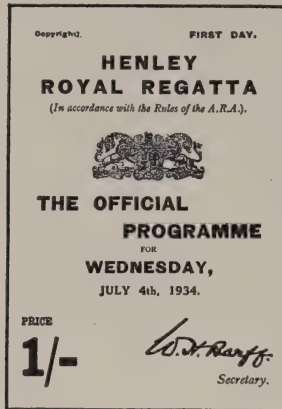 Copyright]. FIRST DAY.
HENLEY
ROYAL REGATTA
(In accordance with the Rules of the A.R.A.).
THE OFFICIAL
PROGRAMME
FOR
WEDNESDAY,
JULY 4th, 1934.
PRICE
1/-
W. H. Barff.
Secretary.